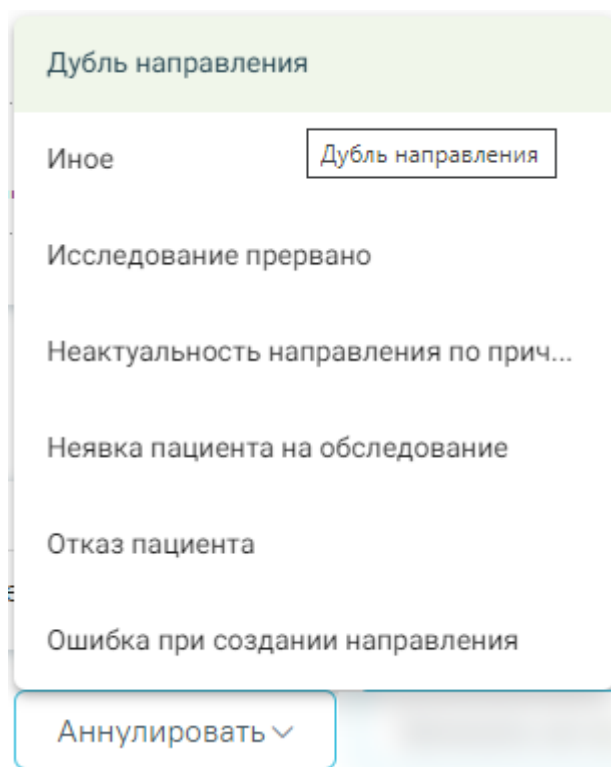 Дубль направления
Иное
Дубль направления
Исследование прервано
Неактуальность направления по прич...
Неявка пациента на обследование
Отказ пациента
Ошибка при создании направления
Аннулировать